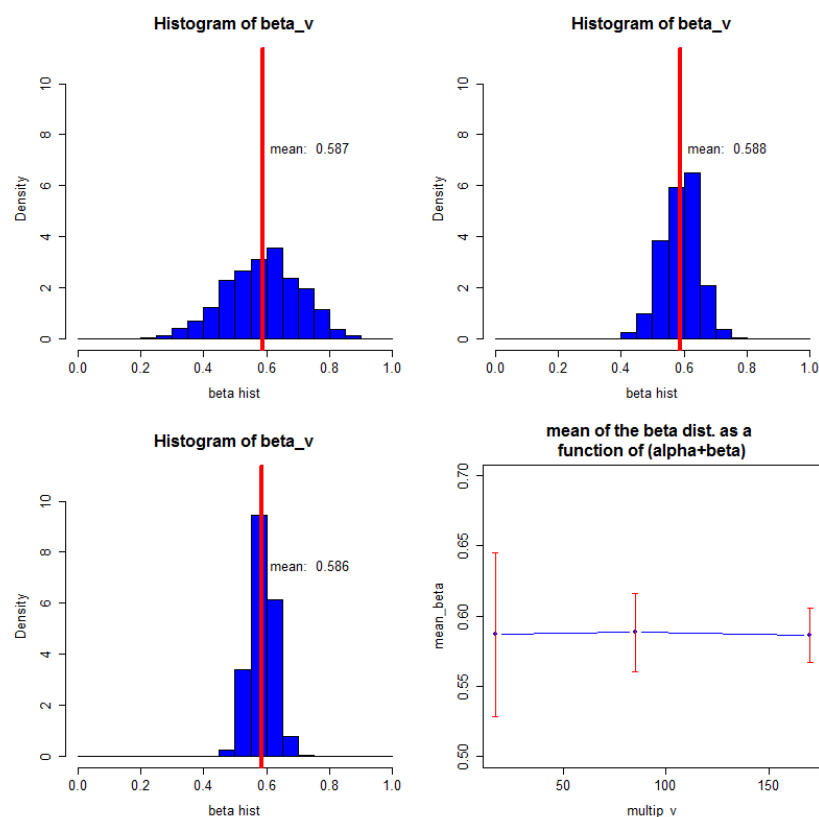 Histogram of beta_v
Density
10
8
6
4
2
0
mean: 0.587
0.0 0.2 0.4 0.6 0.8 1.0
beta hist
Histogram of beta_v
Density
10
8
6
4
2
0
mean: 0.588
0.0 0.2 0.4 0.6 0.8 1.0
beta hist
Histogram of beta_v
Density
10
8
6
4
2
0
mean: 0.586
0.0 0.2 0.4 0.6 0.8 1.0
beta hist
mean of the beta dist. as a
function of (alpha+beta)
mean_beta
0.70
0.65
0.60
0.55
0.50
50 100 150
multip_v